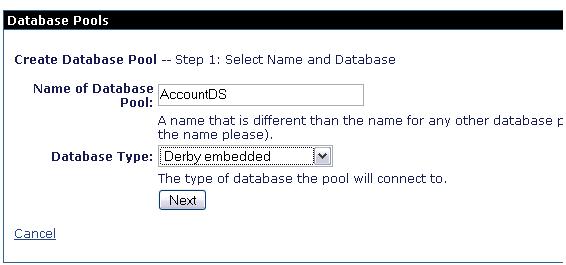 Database Pools
Create Database Pool -- Step 1: Select Name and Database
Name of Database
Pool:
AccountDS
A name that is different than the name for any other database
the name please).
Database Type:
Derby embedded
The type of database the pool will connect to.
Next
Cancel